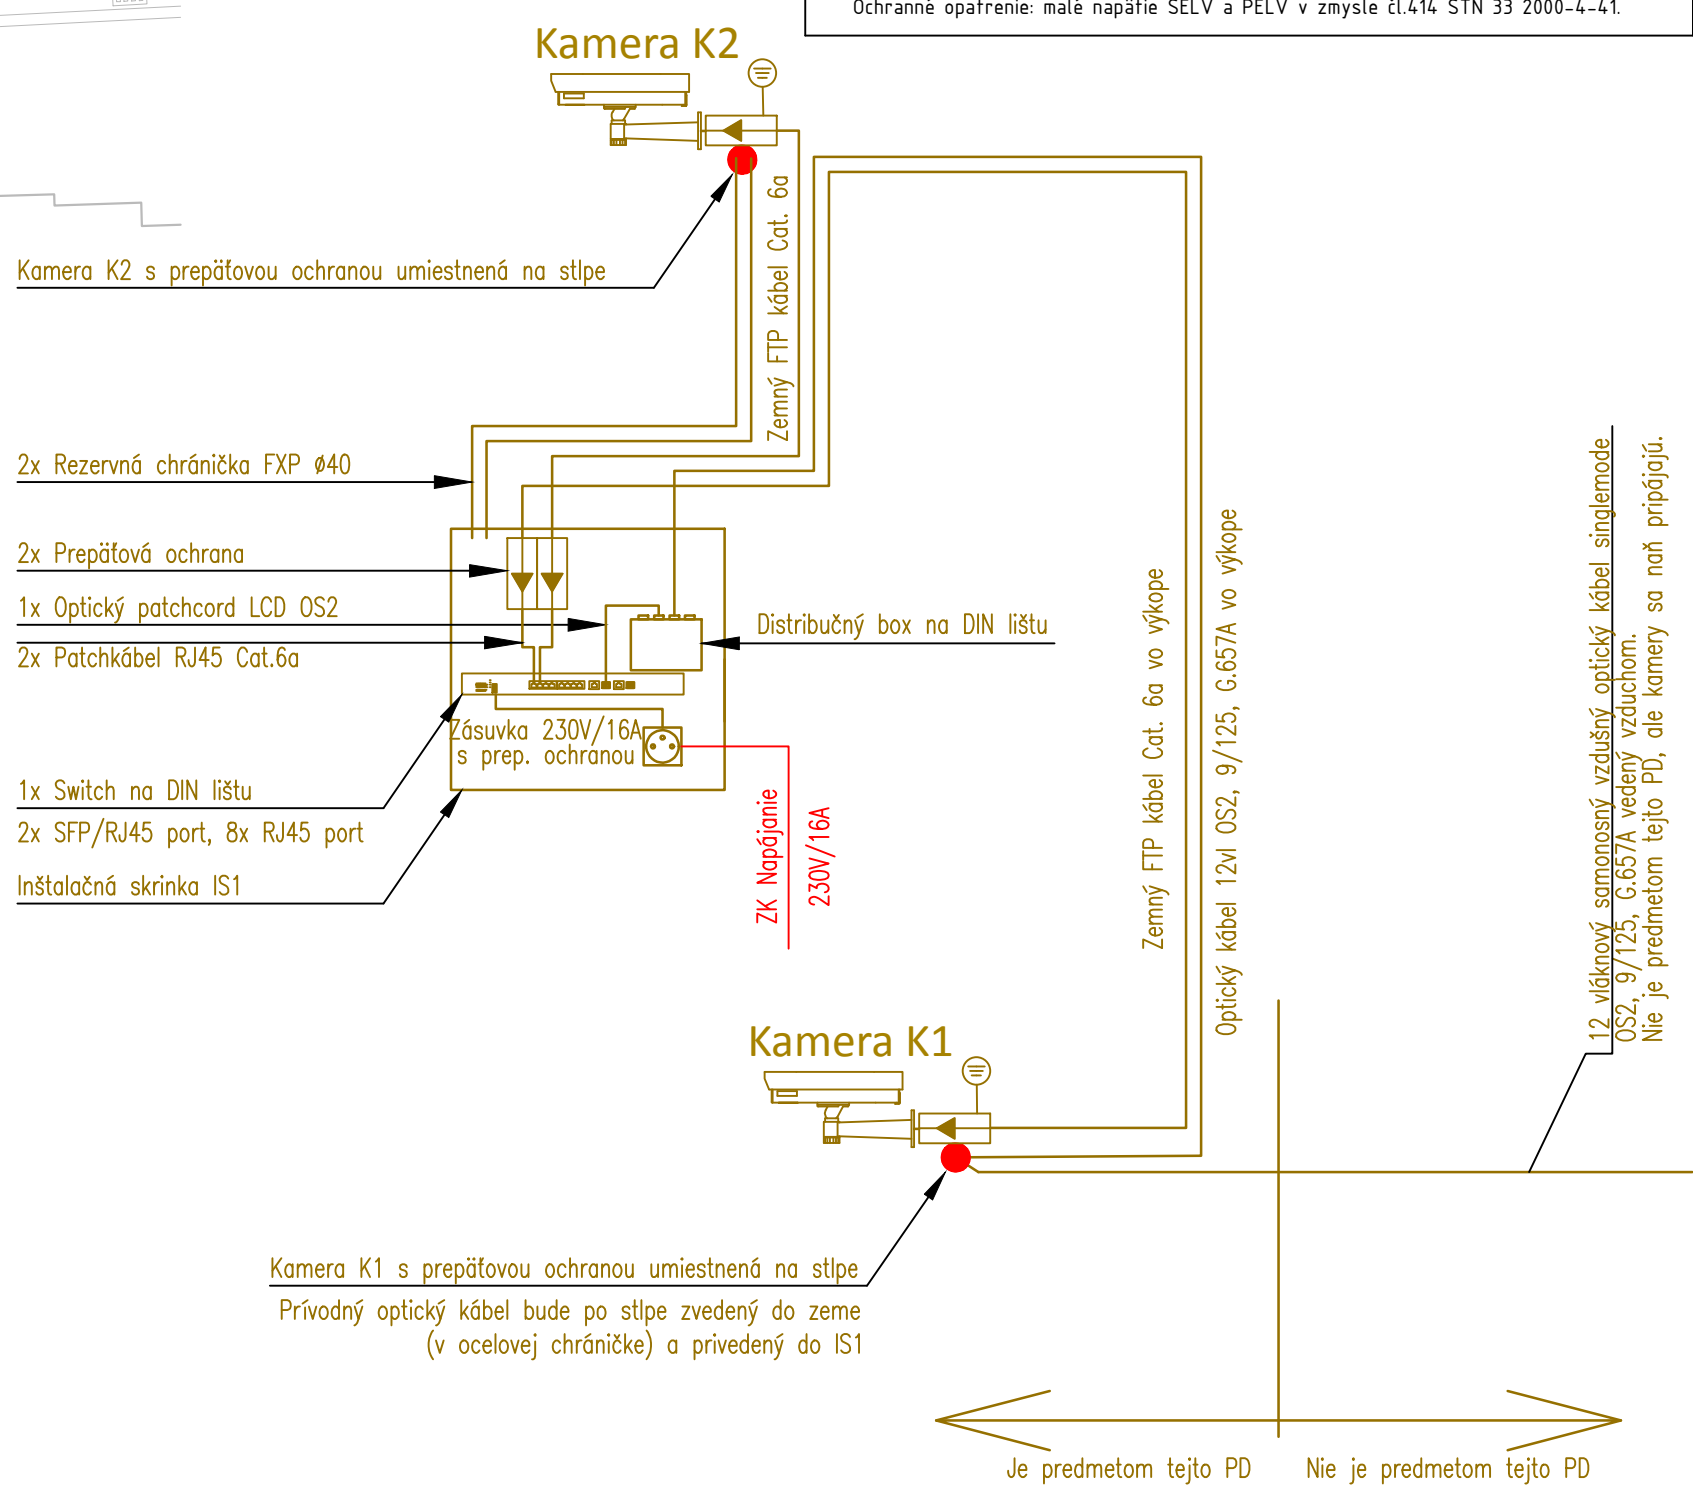 Ochranné opatrenie: malé napätie SELV a PELV v zmysle čl.414 STN 33 2000-4-41.
Kamera K2
Zemný FTP kábel Cat. 6a
Kamera K2 s prepäťovou ochranou umiestnená na stlpe
2x Rezervná chránička FXP Ø40
2x Prepäťová ochrana
1x Optický patchcord LCD OS2
2x Patchkábel RJ45 Cat.6a
Distribučný box na DIN lištu
Zásuvka 230V/16A
s prep. ochranou
1x Switch na DIN lištu
2x SFP/RJ45 port, 8x RJ45 port
Inštalačná skrinka IS1
ZK Napájanie
230V/16A
Zemný FTP kábel Cat. 6a vo výkope
Optický kábel 12vl OS2, 9/125, G.657A vo výkope
12 vláknový samonosný vzdušný optický kábel singlemode
OS2, 9/125, G.657A vedený vzduchom.
Nie je predmetom tejto PD, ale kamery sa naň pripájajú.
Kamera K1
Kamera K1 s prepäťovou ochranou umiestnená na stlpe
Prívodný optický kábel bude po stlpe zvedený do zeme
(v ocelovej chráničke) a privedený do IS1
Je predmetom tejto PD
Nie je predmetom tejto PD